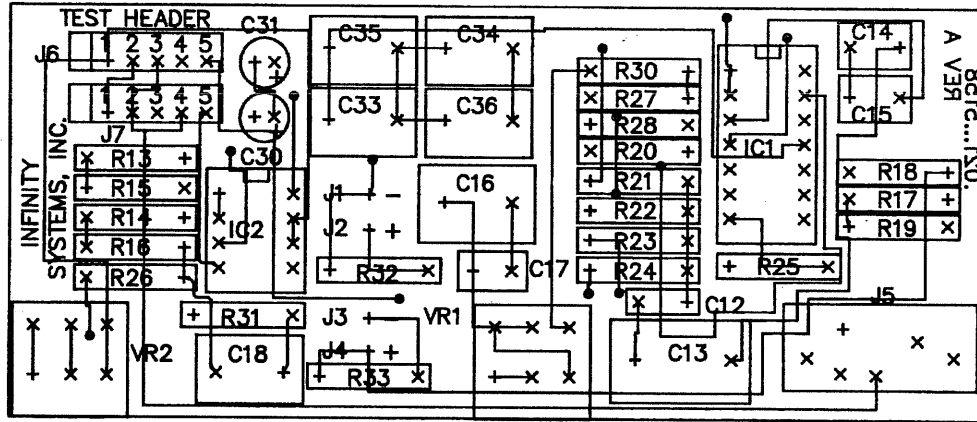 TEST HEADER
J6
1 2 3 4 5
1 2 3 4 5
J7
INFINITY
SYSTEMS, INC.
R13
R15
R14
R16
R26
C31
C30
IC2
C35
C34
C33
C36
J1
J2
C16
R32
C17
R31
C18
VR2
J3
J4
R33
VR1
R30
R27
R28
R20
R21
R22
R23
R24
C12
C13
IC1
R25
C14
C15
R18
R17
R19
J5
REV A